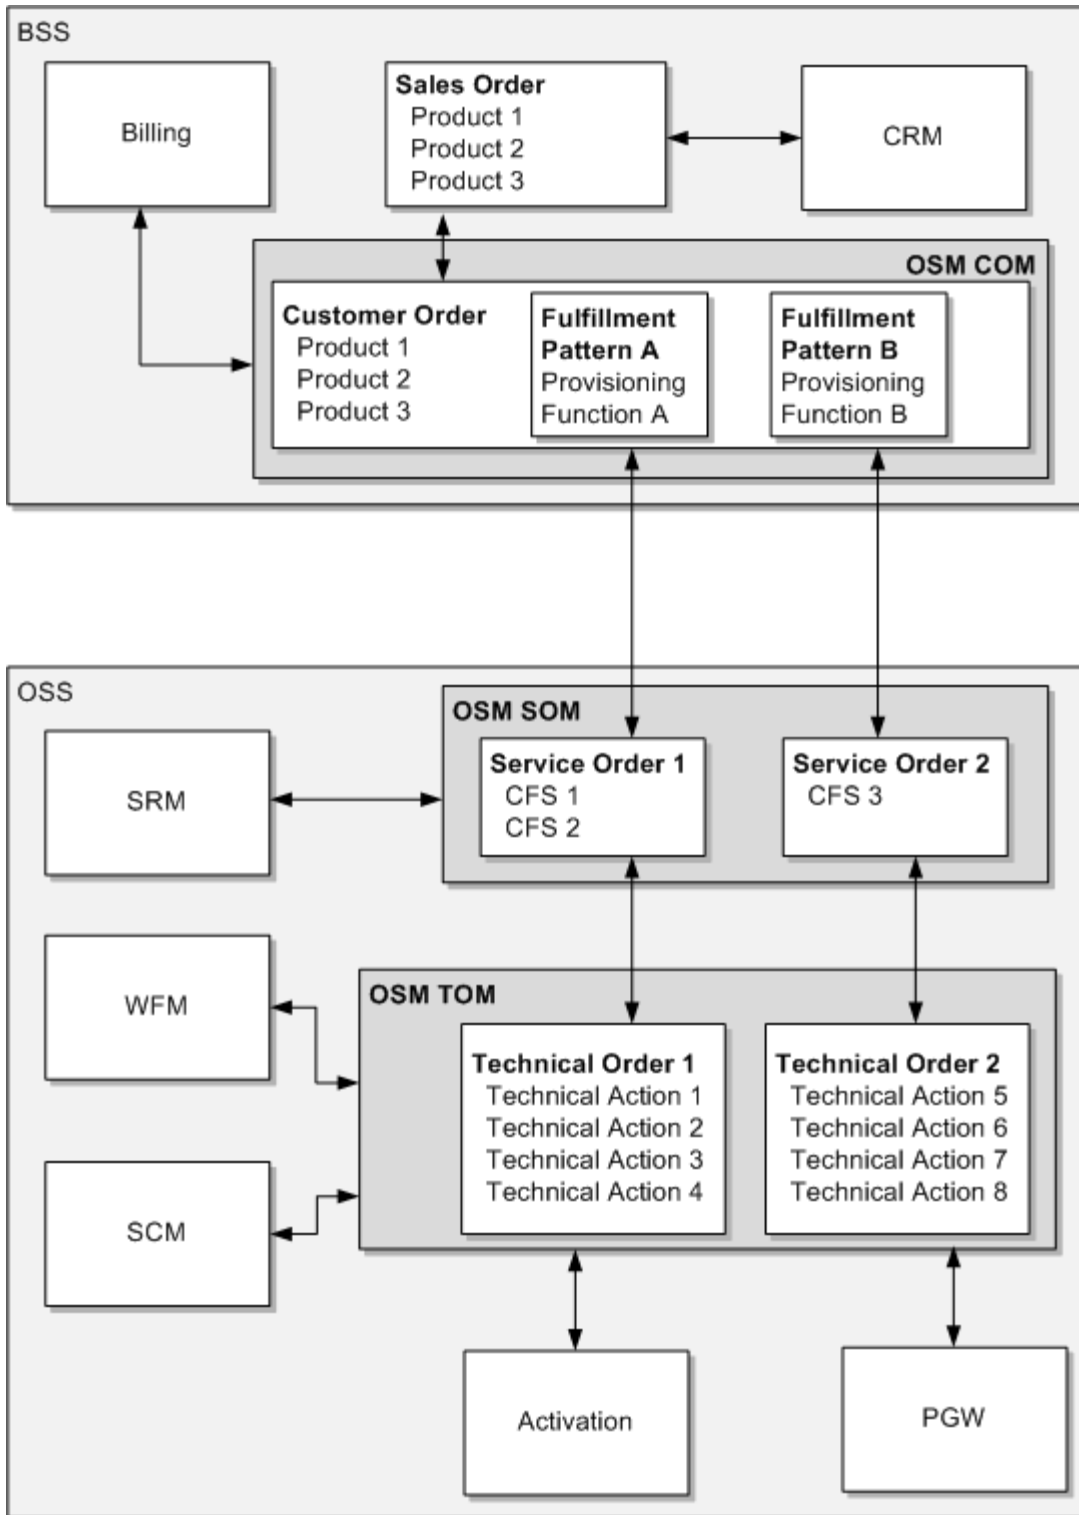 BSS
Billing
Sales Order
Product 1
Product 2
Product 3
CRM
OSM COM
Customer Order
Product 1
Product 2
Product 3
Fulfillment
Pattern A
Provisioning
Function A
Fulfillment
Pattern B
Provisioning
Function B
OSS
OSM SOM
SRM
Service Order 1
CFS 1
CFS 2
Service Order 2
CFS 3
WFM
OSM TOM
Technical Order 1
Technical Action 1
Technical Action 2
Technical Action 3
Technical Action 4
Technical Order 2
Technical Action 5
Technical Action 6
Technical Action 7
Technical Action 8
SCM
Activation
PGW